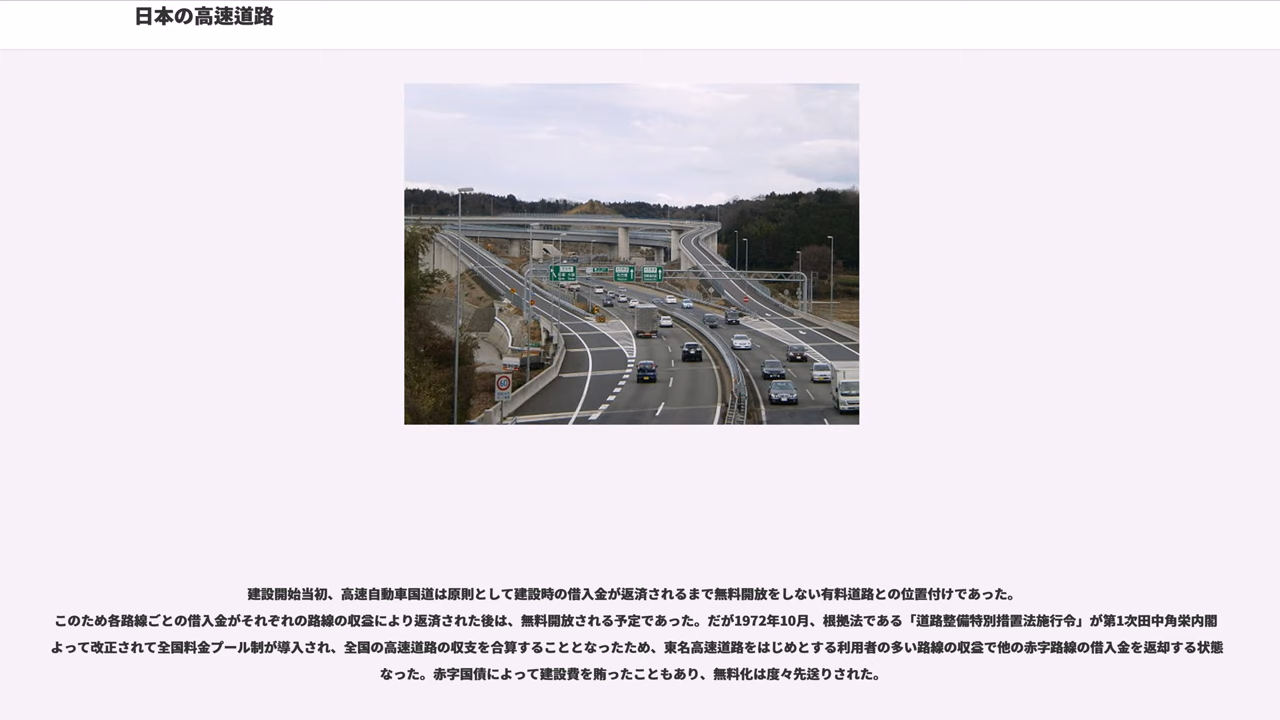 日本の高速道路
60
建設開始当初、高速自動車国道は原則として建設時の借入金が返済されるまで無料開放をしない有料道路との位置付けであった。
このため各路線ごとの借入金がそれぞれの路線の収益により返済された後は、無料開放される予定であった。だが1972年10月、根拠法である「道路整備特別措置法施行令」が第1次田中角栄内閣
よって改正されて全国料金プール制が導入され、全国の高速道路の収支を合算することとなったため、東名高速道路をはじめとする利用者の多い路線の収益で他の赤字路線の借入金を返却する状態
なった。赤字国債によって建設費を賄ったこともあり、無料化は度々先送りされた。